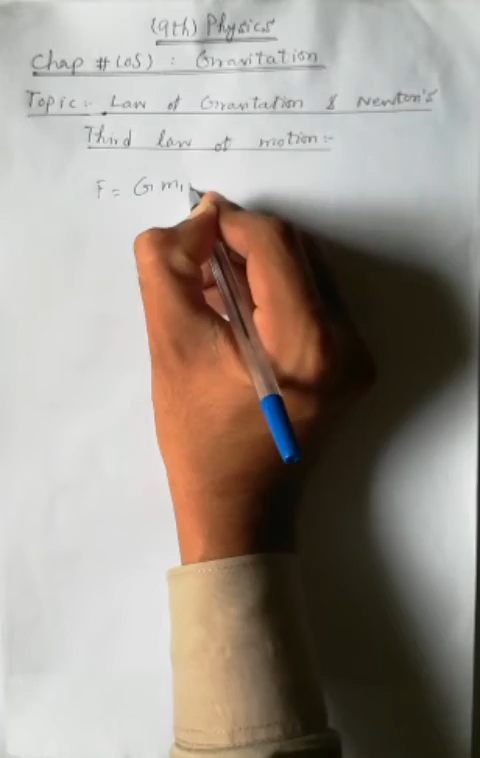 (9th) Physics
Chap # (05) : Gravitation
Topic:- Law of Gravitation & Newton's
Third law of motion:-
F = G m₁